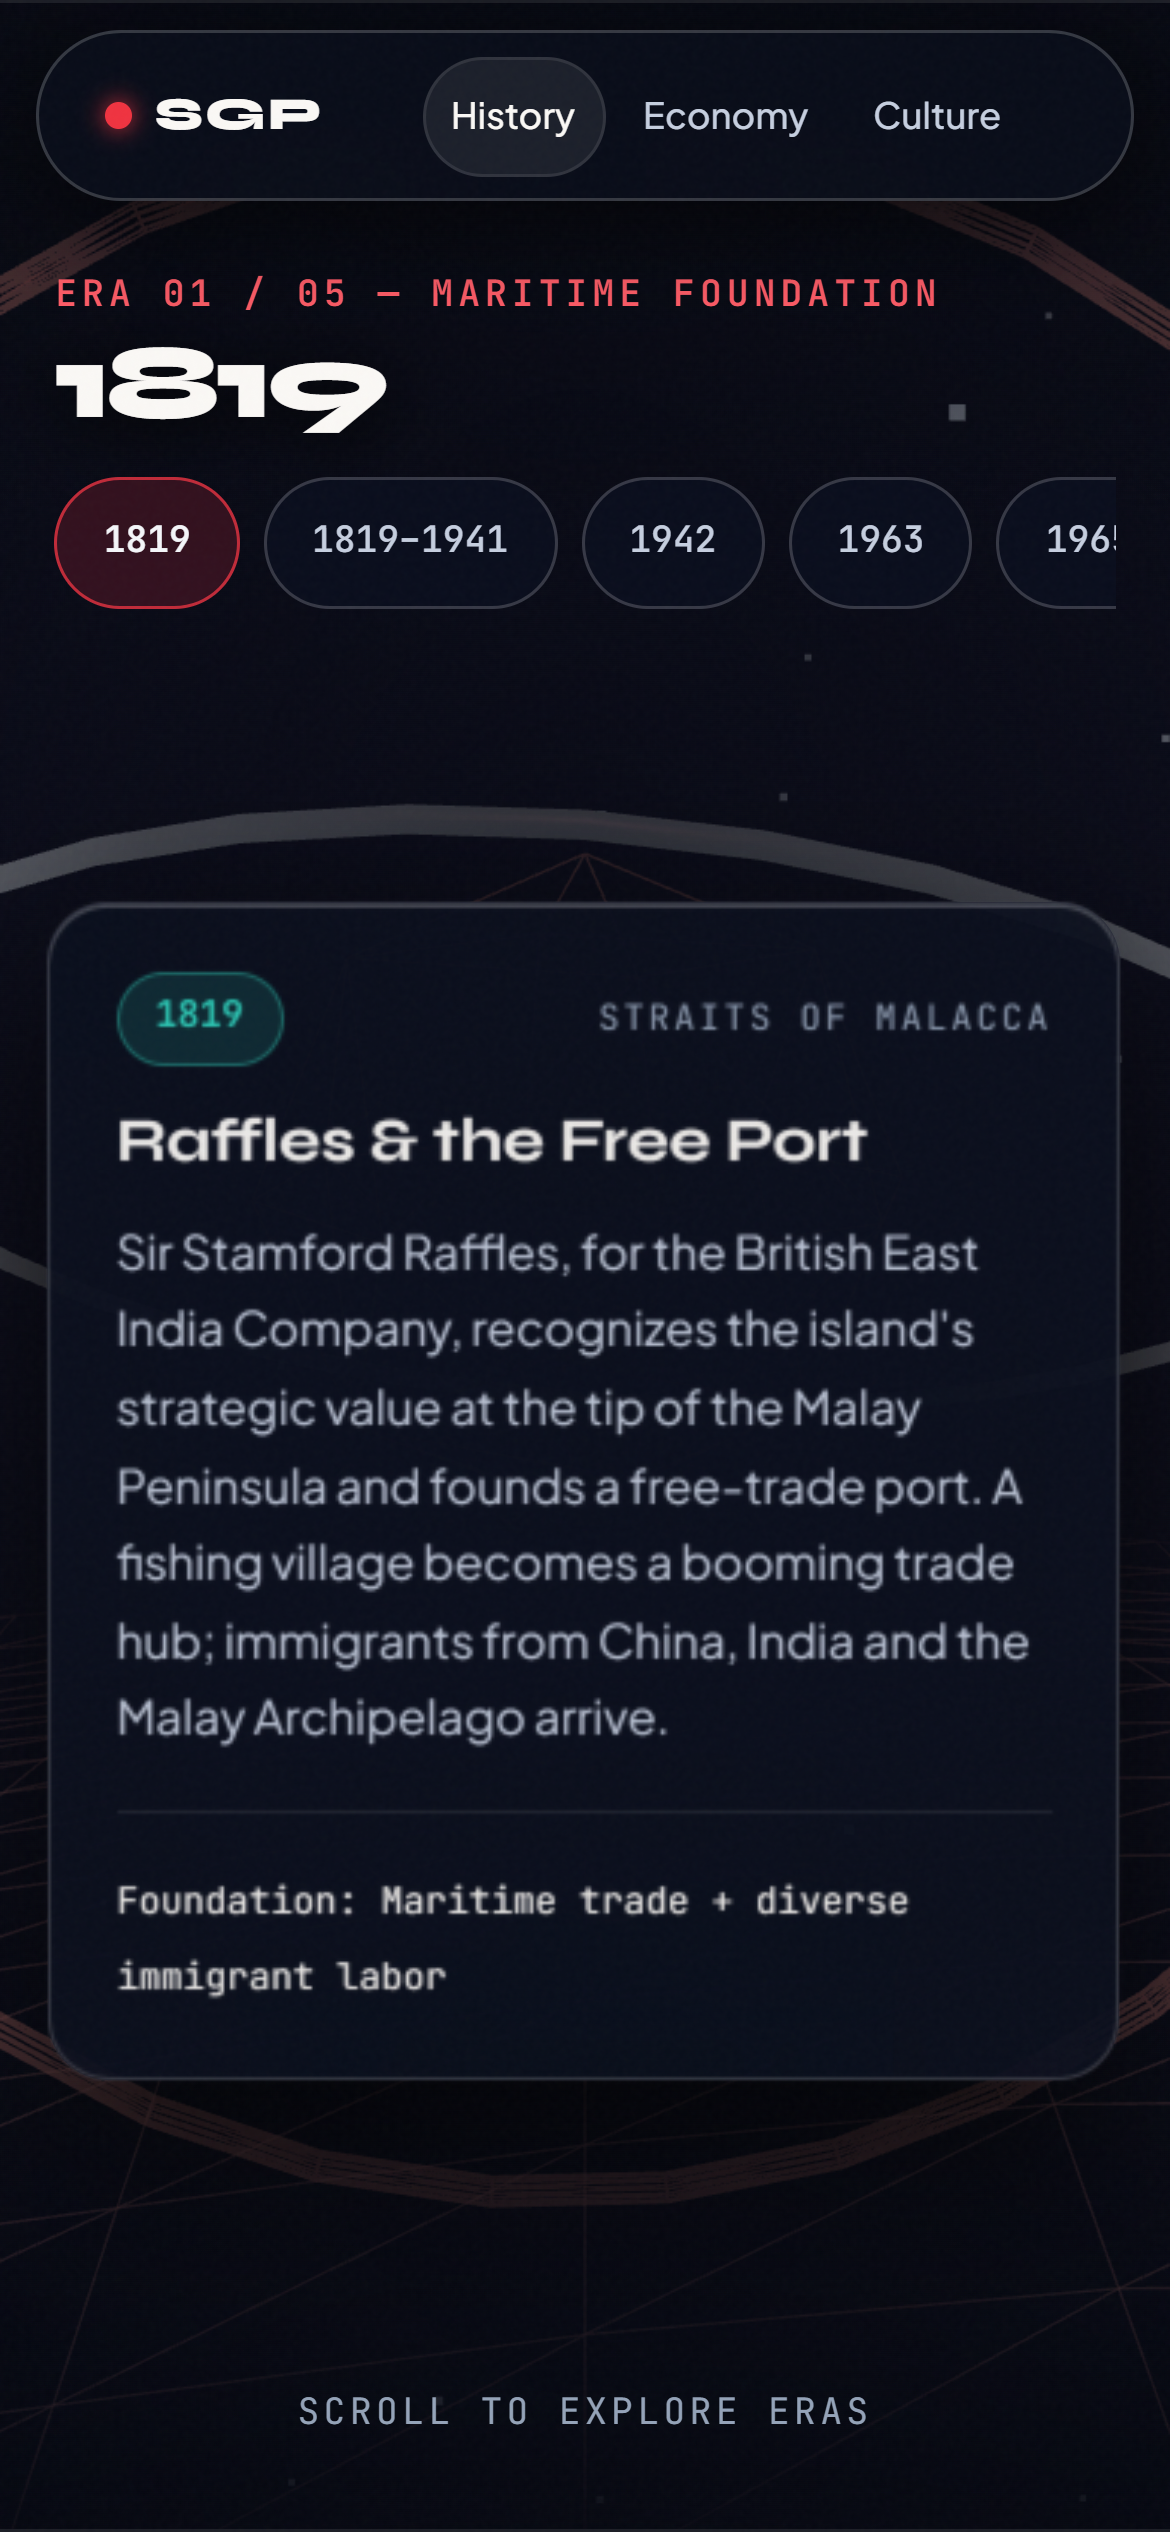 SGP
History Economy Culture
ERA 01 / 05 — MARITIME FOUNDATION
1819
1819 1819–1941 1942 1963 1965
1819 STRAITS OF MALACCA
Raffles & the Free Port
Sir Stamford Raffles, for the British East
India Company, recognizes the island's
strategic value at the tip of the Malay
Peninsula and founds a free-trade port. A
fishing village becomes a booming trade
hub; immigrants from China, India and the
Malay Archipelago arrive.
Foundation: Maritime trade + diverse
immigrant labor
SCROLL TO EXPLORE ERAS